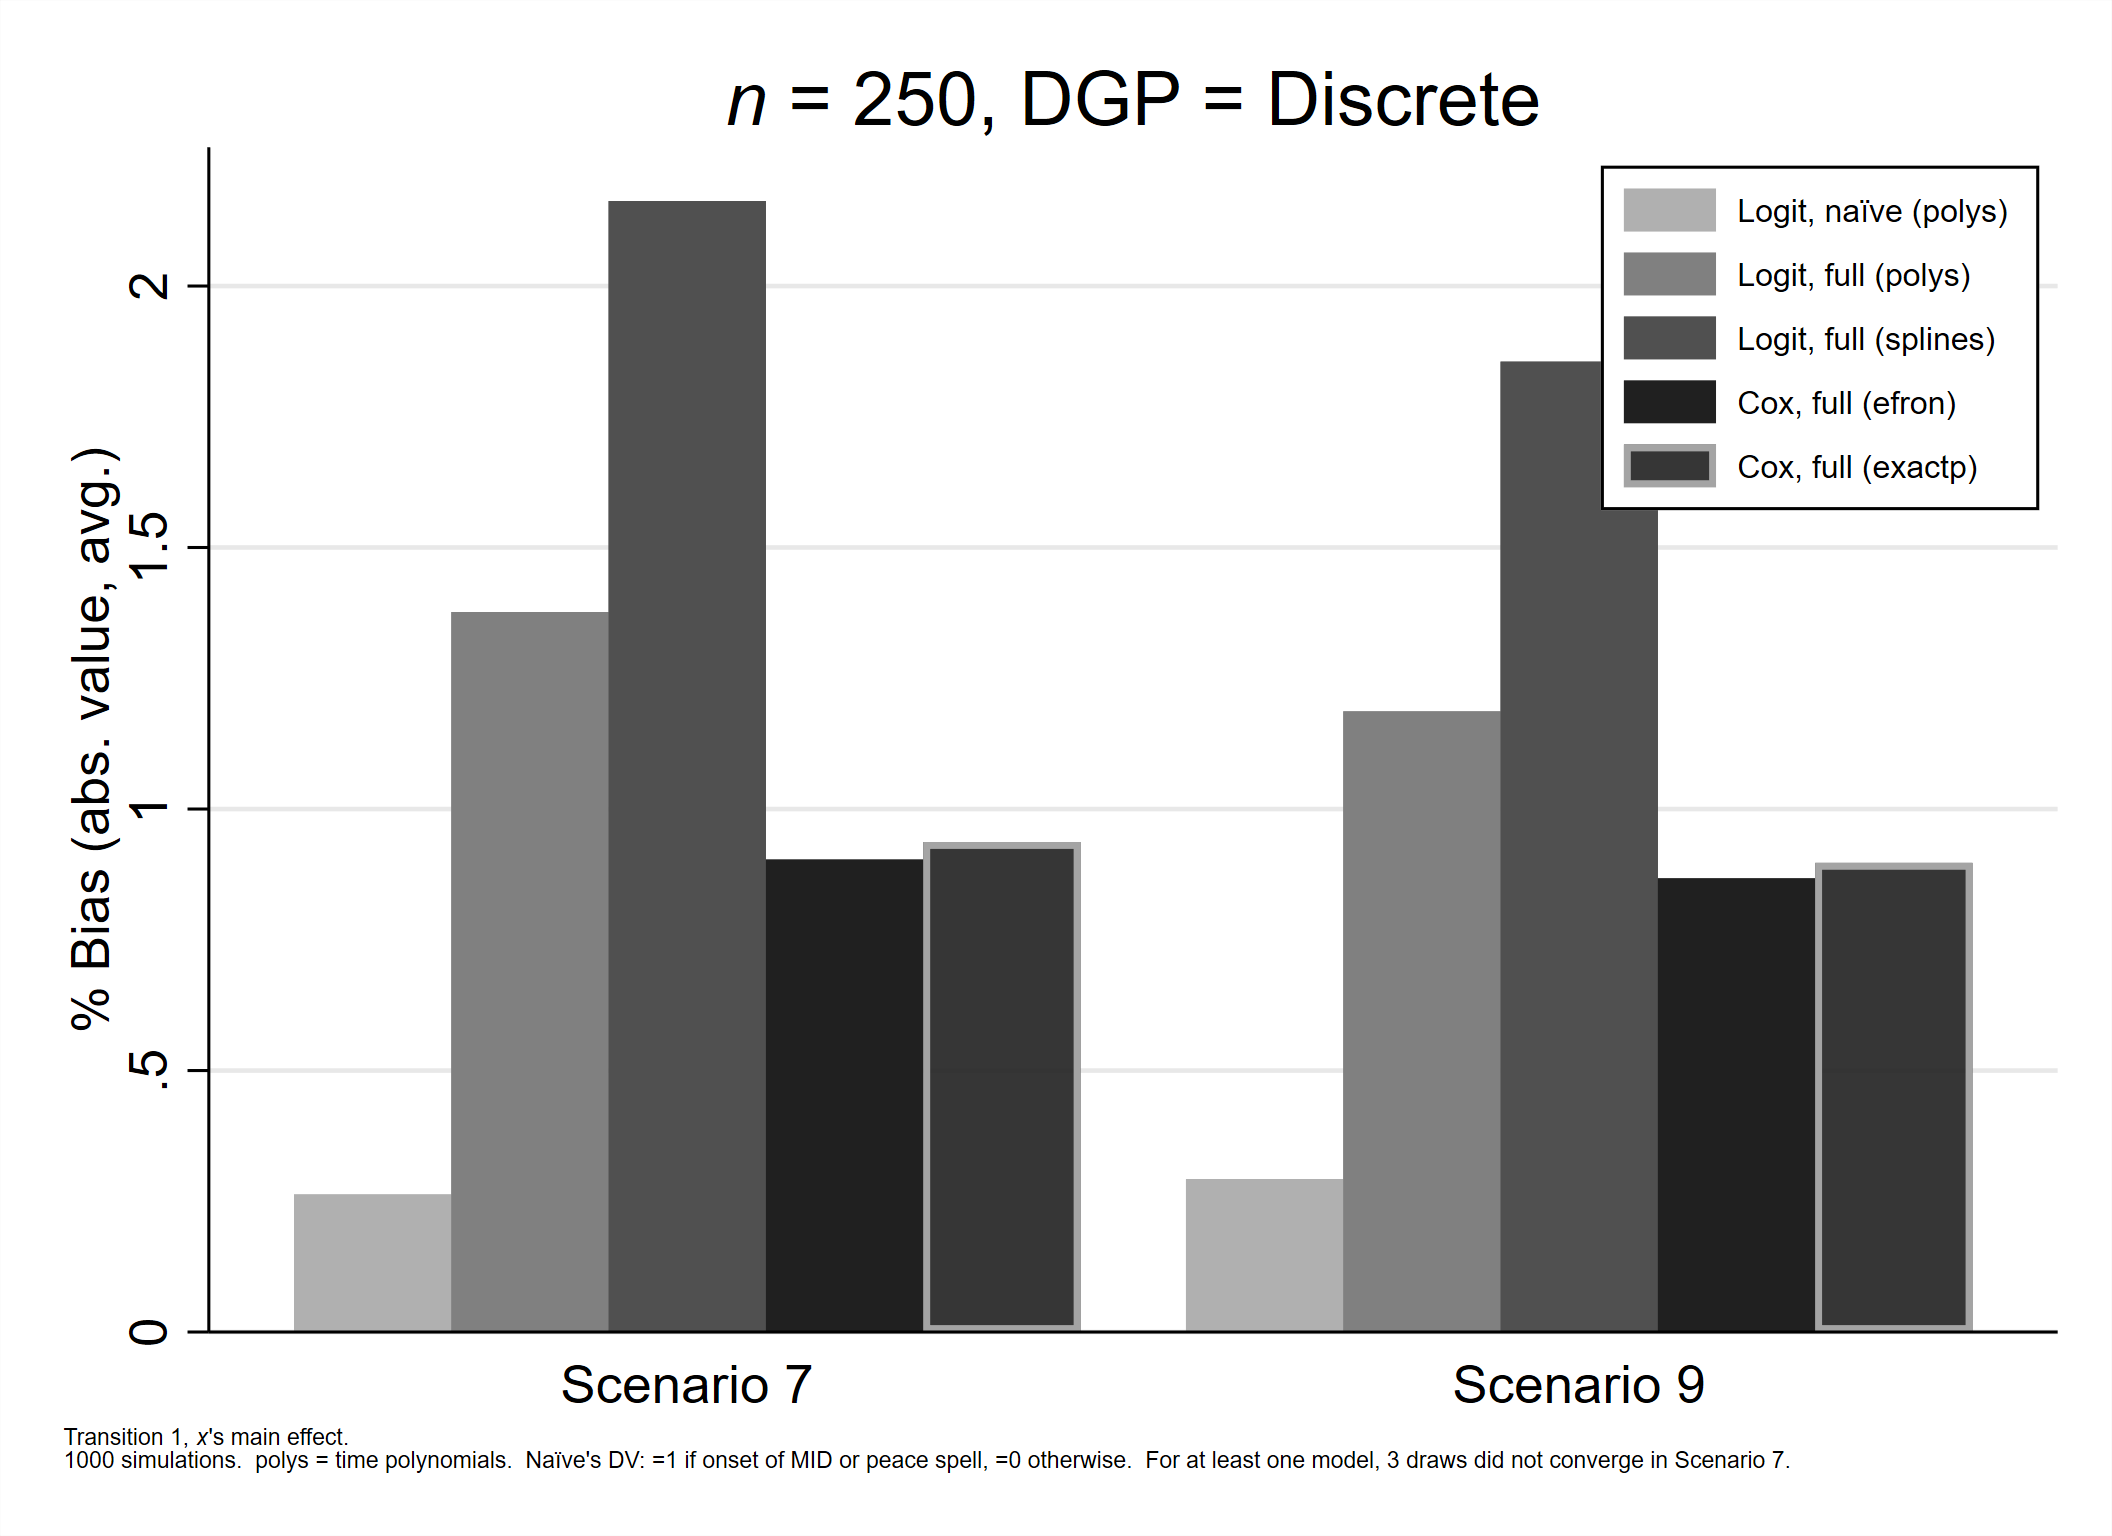 n = 250, DGP = Discrete
Logit, naïve (polys)
Logit, full (polys)
Logit, full (splines)
Cox, full (efron)
Cox, full (exactp)
% Bias (abs. value, avg.)
2
1.5
1
.5
0
Scenario 7
Scenario 9
Transition 1, x's main effect.
1000 simulations.  polys = time polynomials.  Naïve's DV: =1 if onset of MID or peace spell, =0 otherwise.  For at least one model, 3 draws did not converge in Scenario 7.